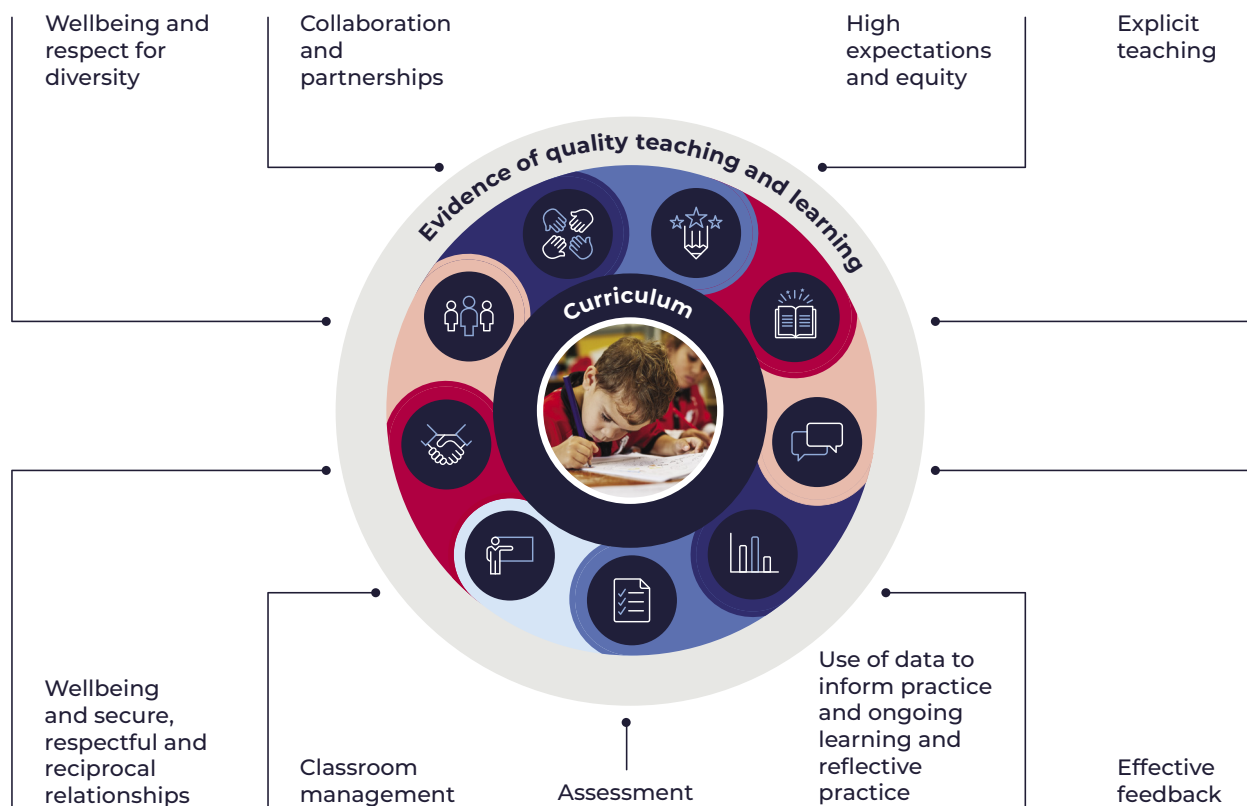 Wellbeing and
respect for
diversity
Collaboration
and
partnerships
High
expectations
and equity
Explicit
teaching
Evidence of quality teaching and learning
Curriculum
Wellbeing
and secure,
respectful and
reciprocal
relationships
Classroom
management
Assessment
Use of data to
inform practice
and ongoing
learning and
reflective
practice
Effective
feedback